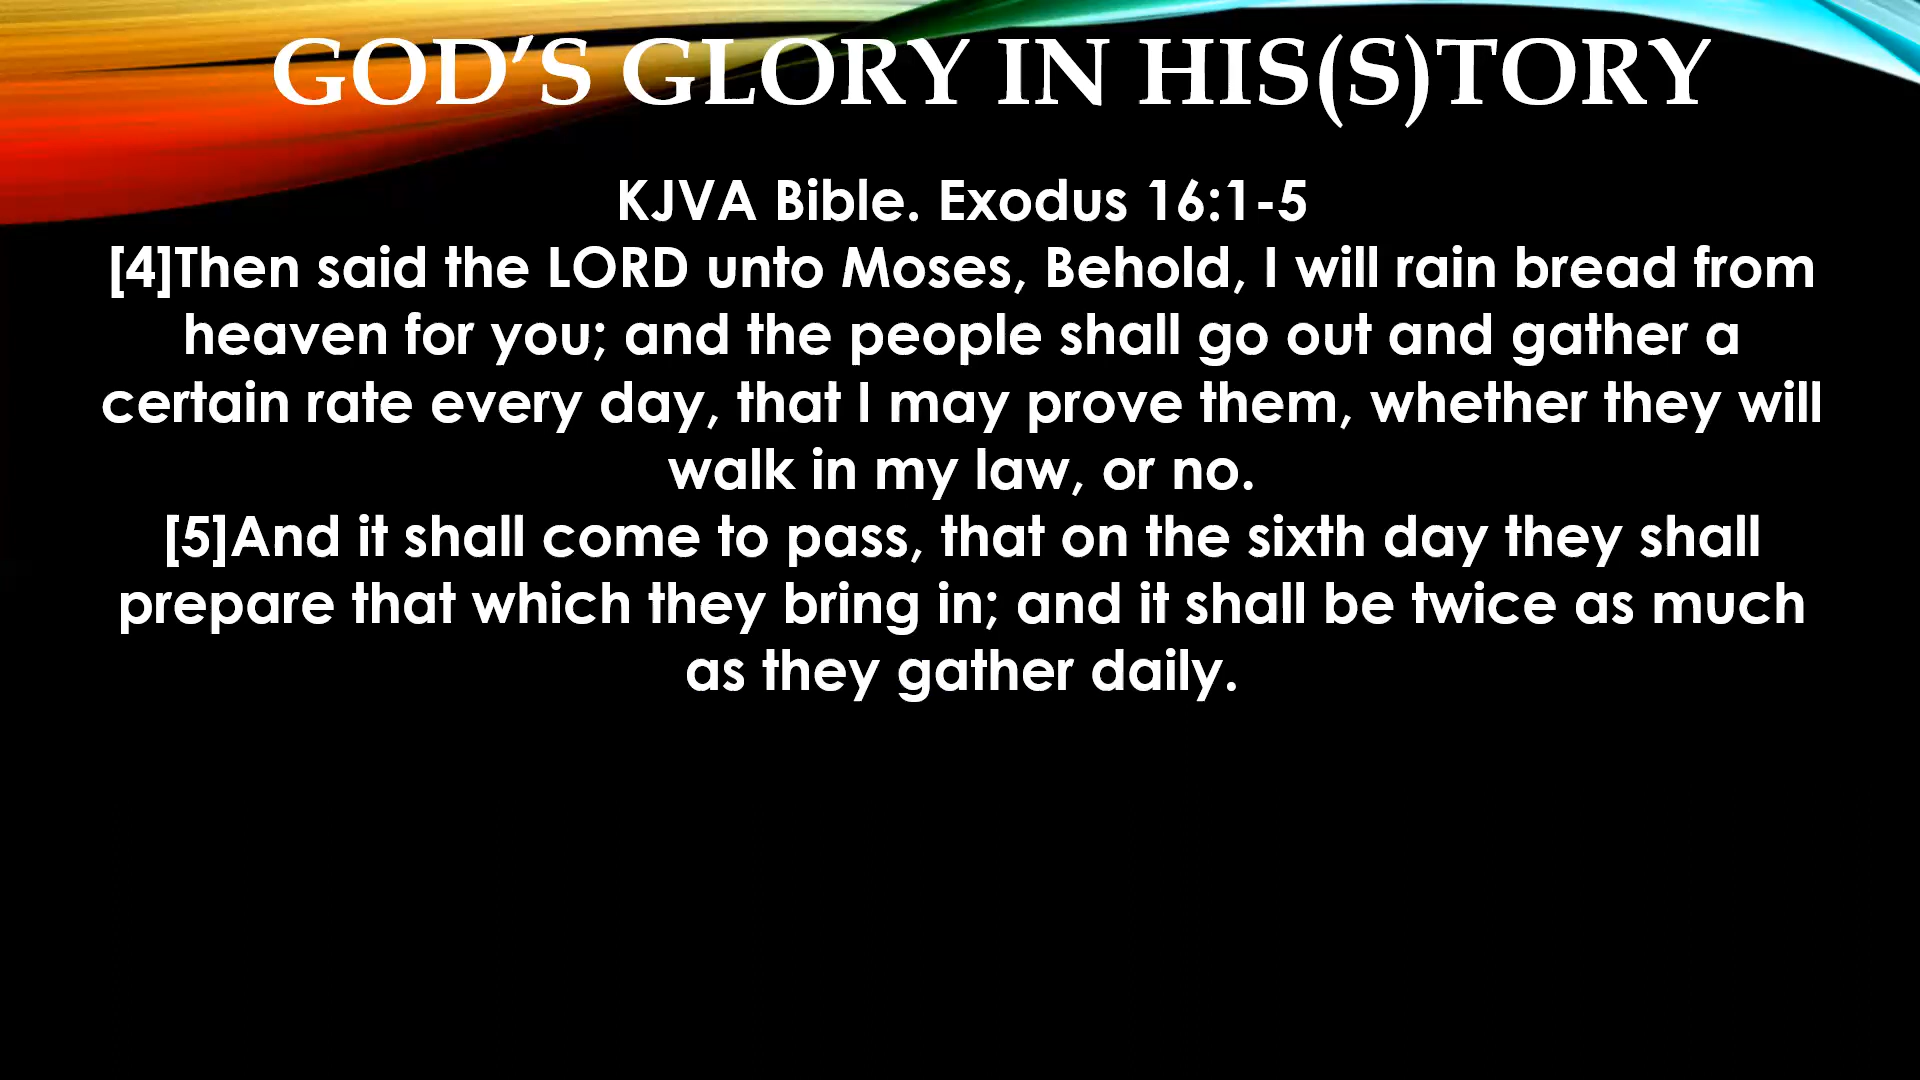 GOD’S GLORY IN HIS(S)TORY
KJVA Bible. Exodus 16:1-5
[4]Then said the LORD unto Moses, Behold, I will rain bread from
heaven for you; and the people shall go out and gather a
certain rate every day, that I may prove them, whether they will
walk in my law, or no.
[5]And it shall come to pass, that on the sixth day they shall
prepare that which they bring in; and it shall be twice as much
as they gather daily.